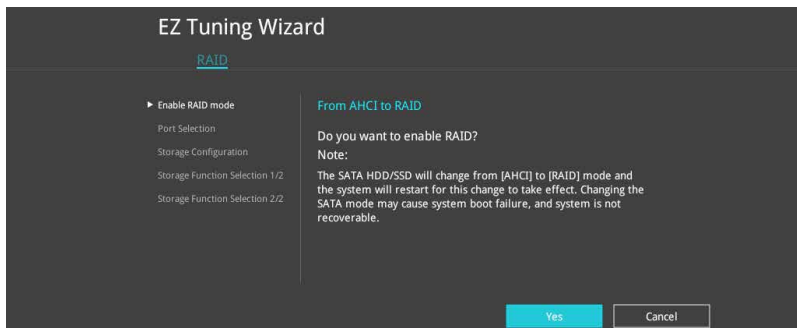 EZ Tuning Wizard
RAID
Enable RAID mode
Port Selection
Storage Configuration
Storage Function Selection 1/2
Storage Function Selection 2/2
From AHCI to RAID
Do you want to enable RAID?
Note:
The SATA HDD/SSD will change from [AHCI] to [RAID] mode and
the system will restart for this change to take effect. Changing the
SATA mode may cause system boot failure, and system is not
recoverable.
Yes
Cancel